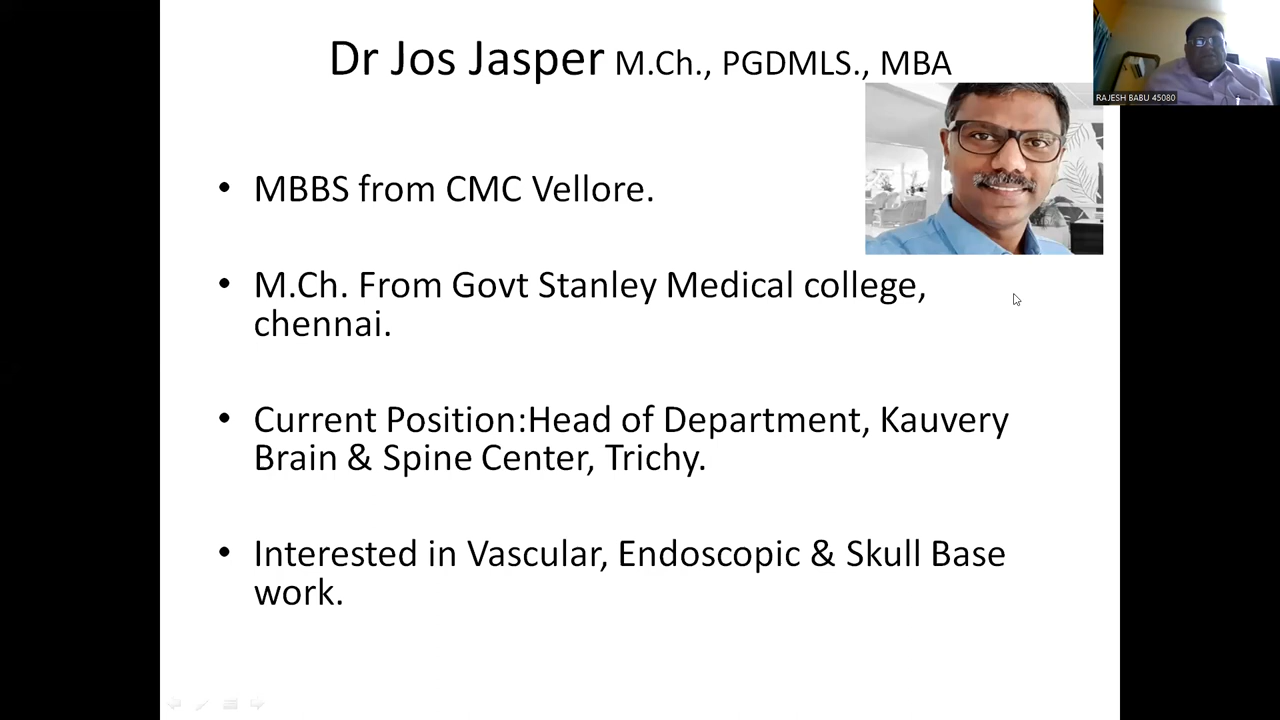 Dr Jos Jasper M.Ch., PGDMLS., MBA
RAJESH BABU 45080
• MBBS from CMC Vellore.
• M.Ch. From Govt Stanley Medical college,
chennai.
• Current Position:Head of Department, Kauvery
Brain & Spine Center, Trichy.
• Interested in Vascular, Endoscopic & Skull Base
work.